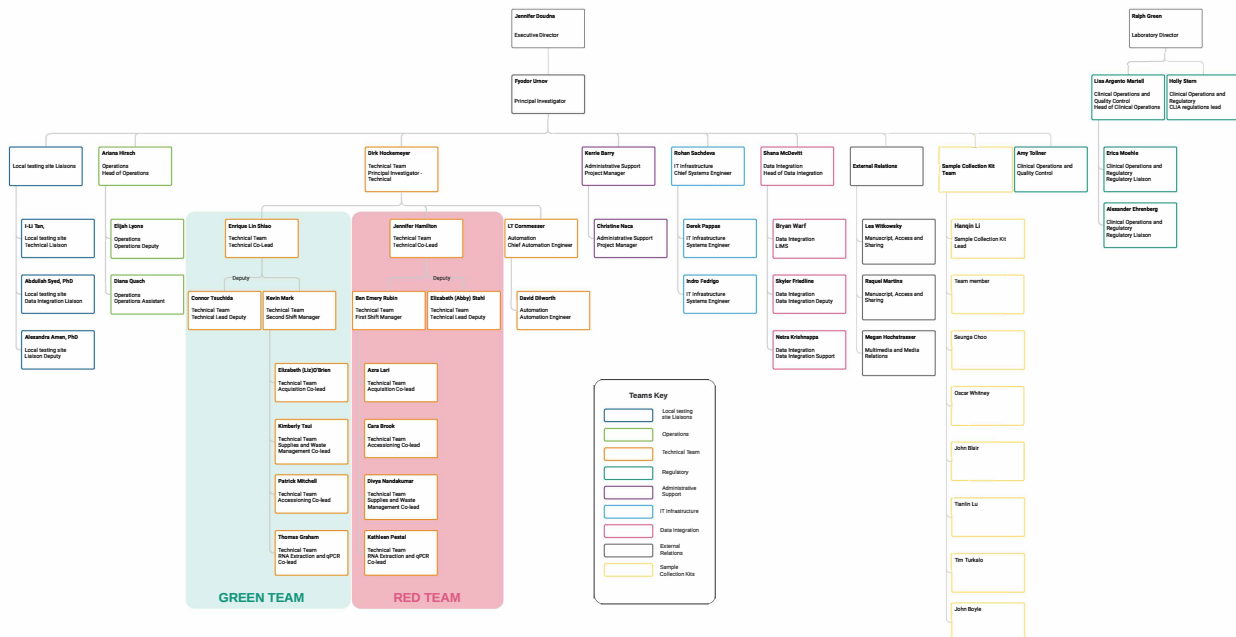 Jennifer Doudna
Executive Director
Ralph Green
Laboratory Director
Fyodor Urnov
Principal Investigator
Lisa Argento Martell
Clinical Operations and
Quality Control
Head of Clinical Operations
Holly Stern
Clinical Operations and
Regulatory
CLIA regulations lead
Local testing site Liaisons
Ariana Hirsch
Operations
Head of Operations
Dirk Hockemeyer
Technical Team
Principal Investigator -
Technical
Kerrie Barry
Administrative Support
Project Manager
Rohan Sachdeva
IT Infrastructure
Chief Systems Engineer
Shana McDevitt
Data Integration
Head of Data Integration
External Relations
Sample Collection Kit
Team
Amy Tollner
Clinical Operations and
Quality Control
Erica Moehle
Clinical Operations and
Regulatory
Regulatory Liaison
Alexander Ehrenberg
Clinical Operations and
Regulatory
Regulatory Liaison
I-Li Tan,
Local testing site
Technical Liaison
Abdullah Syed, PhD
Local testing site
Data Integration Liaison
Alexandra Amen, PhD
Local testing site
Liaison Deputy
Elijah Lyons
Operations
Operations Deputy
Diana Quach
Operations
Operations Assistant
Enrique Lin Shiao
Technical Team
Technical Co-Lead
Deputy
Connor Tsuchida
Technical Team
Technical Lead Deputy
Kevin Mark
Technical Team
Second Shift Manager
Elizabeth (Liz)O'Brien
Technical Team
Acquisition Co-lead
Kimberly Tsui
Technical Team
Supplies and Waste
Management Co-lead
Patrick Mitchell
Technical Team
Accessioning Co-lead
Thomas Graham
Technical Team
RNA Extraction and qPCR
Co-lead
GREEN TEAM
Jennifer Hamilton
Technical Team
Technical Co-Lead
Deputy
Ben Emery Rubin
Technical Team
First Shift Manager
Elizabeth (Abby) Stahl
Technical Team
Technical Lead Deputy
Azra Lari
Technical Team
Acquisition Co-lead
Cara Brook
Technical Team
Accessioning Co-lead
Divya Nandakumar
Technical Team
Supplies and Waste
Management Co-lead
Kathleen Pestal
Technical Team
RNA Extraction and qPCR
Co-lead
RED TEAM
LT Cornmesser
Automation
Chief Automation Engineer
David Dilworth
Automation
Automation Engineer
Christine Naca
Administrative Support
Project Manager
Derek Pappas
IT Infrastructure
Systems Engineer
Indro Fedrigo
IT Infrastructure
Systems Engineer
Bryan Warf
Data Integration
LIMS
Skyler Friedline
Data Integration
Data Integration Deputy
Netra Krishnappa
Data Integration
Data Integration Support
Lea Witkowsky
Manuscript, Access and
Sharing
Raquel Martins
Manuscript, Access and
Sharing
Megan Hochstrasser
Multimedia and Media
Relations
Hanqin Li
Sample Collection Kit
Lead
Team member
Seunga Choo
Oscar Whitney
John Blair
Tianlin Lu
Tim Turkalo
John Boyle
Teams Key
Local testing
site Liaisons
Operations
Technical Team
Regulatory
Administrative
Support
IT Infrastructure
Data Integration
External
Relations
Sample
Collection Kits